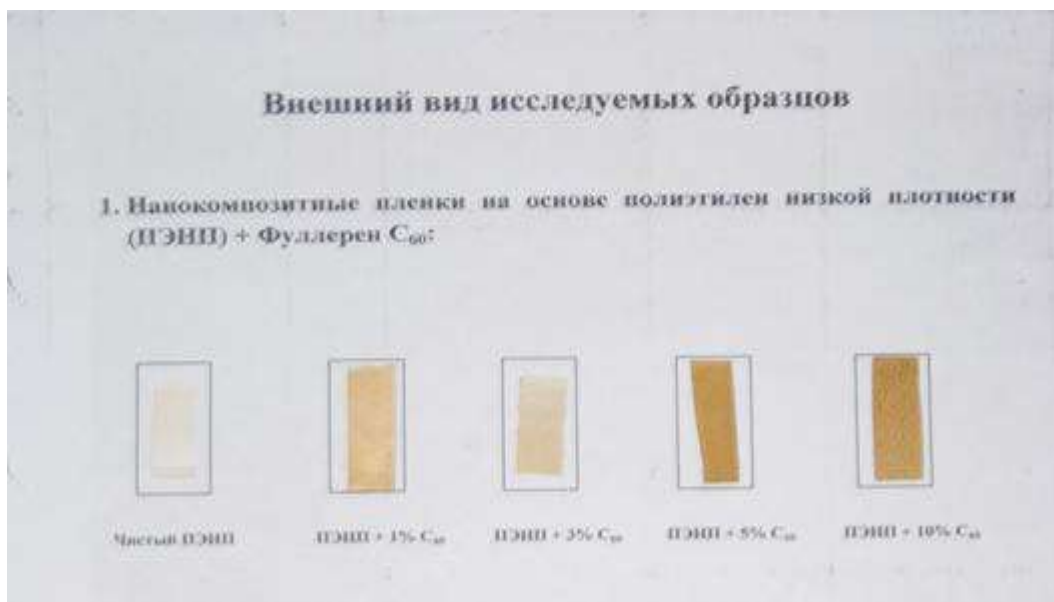 Внешний вид исследуемых образцов
1. Нанокомпозитные пленки на основе полиэтилен низкой плотности
(ПЭНП) + Фуллерен C₆₀:
Чистый ПЭНП
ПЭНП + 1% C₆₀
ПЭНП + 3% C₆₀
ПЭНП + 5% C₆₀
ПЭНП + 10% C₆₀